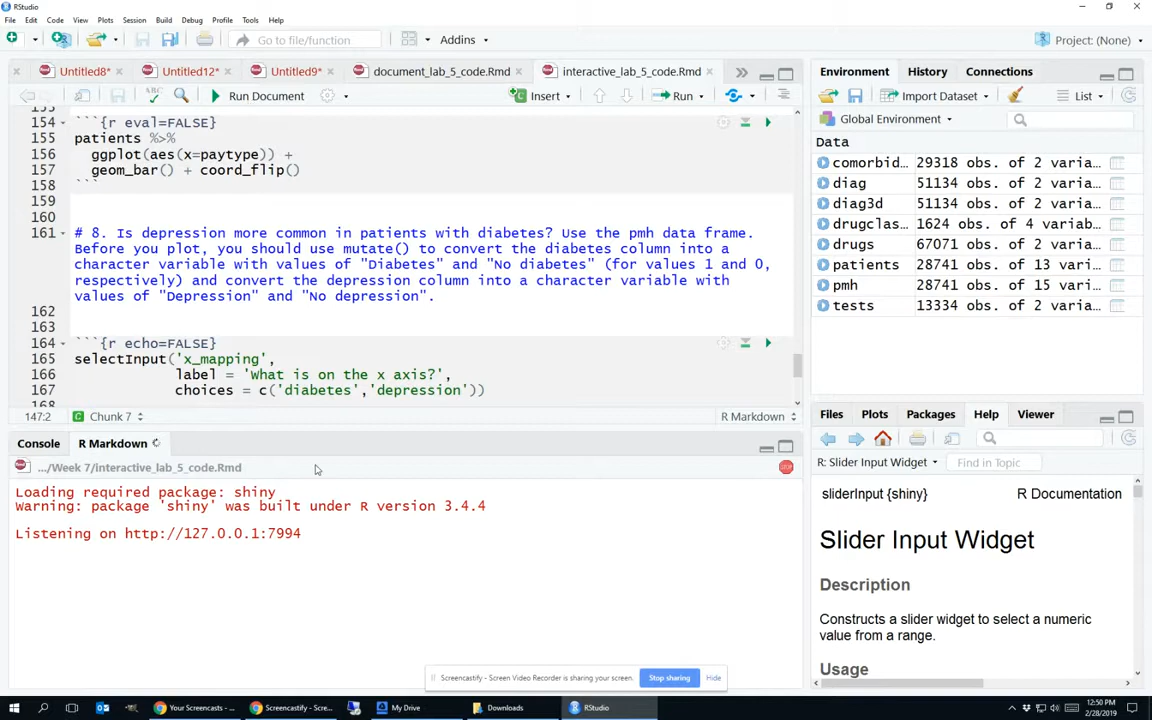 RStudio
File Edit Code View Plots Session Build Debug Profile Tools Help
Go to file/function
Addins
Project: (None)
Untitled8*
Untitled12*
Untitled9*
document_lab_5_code.Rmd
interactive_lab_5_code.Rmd
Run Document
Insert
Run
154 ```{r eval=FALSE}
155 patients %>%
156 ggplot(aes(x=paytype)) +
157 geom_bar() + coord_flip()
158 ```
159
160
161 # 8. Is depression more common in patients with diabetes? Use the pmh data frame.
Before you plot, you should use mutate() to convert the diabetes column into a
character variable with values of "Diabetes" and "No diabetes" (for values 1 and 0,
respectively) and convert the depression column into a character variable with
values of "Depression" and "No depression".
162
163
164 ```{r echo=FALSE}
165 selectInput('x_mapping',
166 label = 'What is on the x axis?',
167 choices = c('diabetes','depression'))
147:2 Chunk 7 R Markdown
Console R Markdown
.../Week 7/interactive_lab_5_code.Rmd
Loading required package: shiny
Warning: package 'shiny' was built under R version 3.4.4
Listening on http://127.0.0.1:7994
Environment History Connections
Import Dataset List
Global Environment
Data
comorbid… 29318 obs. of 2 varia…
diag 51134 obs. of 2 varia…
diag3d 51134 obs. of 2 varia…
drugclas… 1624 obs. of 4 variab…
drugs 67071 obs. of 2 varia…
patients 28741 obs. of 13 vari…
pmh 28741 obs. of 15 vari…
tests 13334 obs. of 2 varia…
Files Plots Packages Help Viewer
R: Slider Input Widget Find in Topic
sliderInput {shiny} R Documentation
Slider Input Widget
Description
Constructs a slider widget to select a numeric
value from a range.
Usage
Screencastify - Screen Video Recorder is sharing your screen. Stop sharing Hide
Your Screencasts - ...
Screencastify - Scre...
My Drive
Downloads
RStudio
12:50 PM
2/28/2019